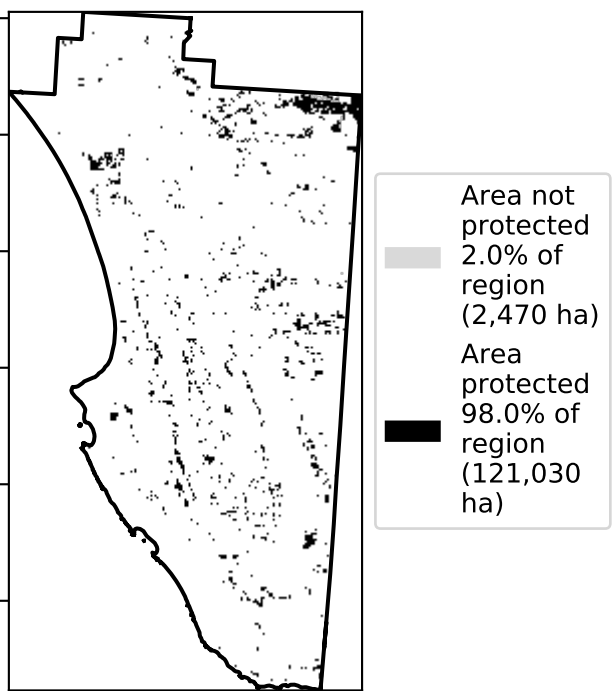 Area not
protected
2.0% of
region
(2,470 ha)
Area
protected
98.0% of
region
(121,030
ha)